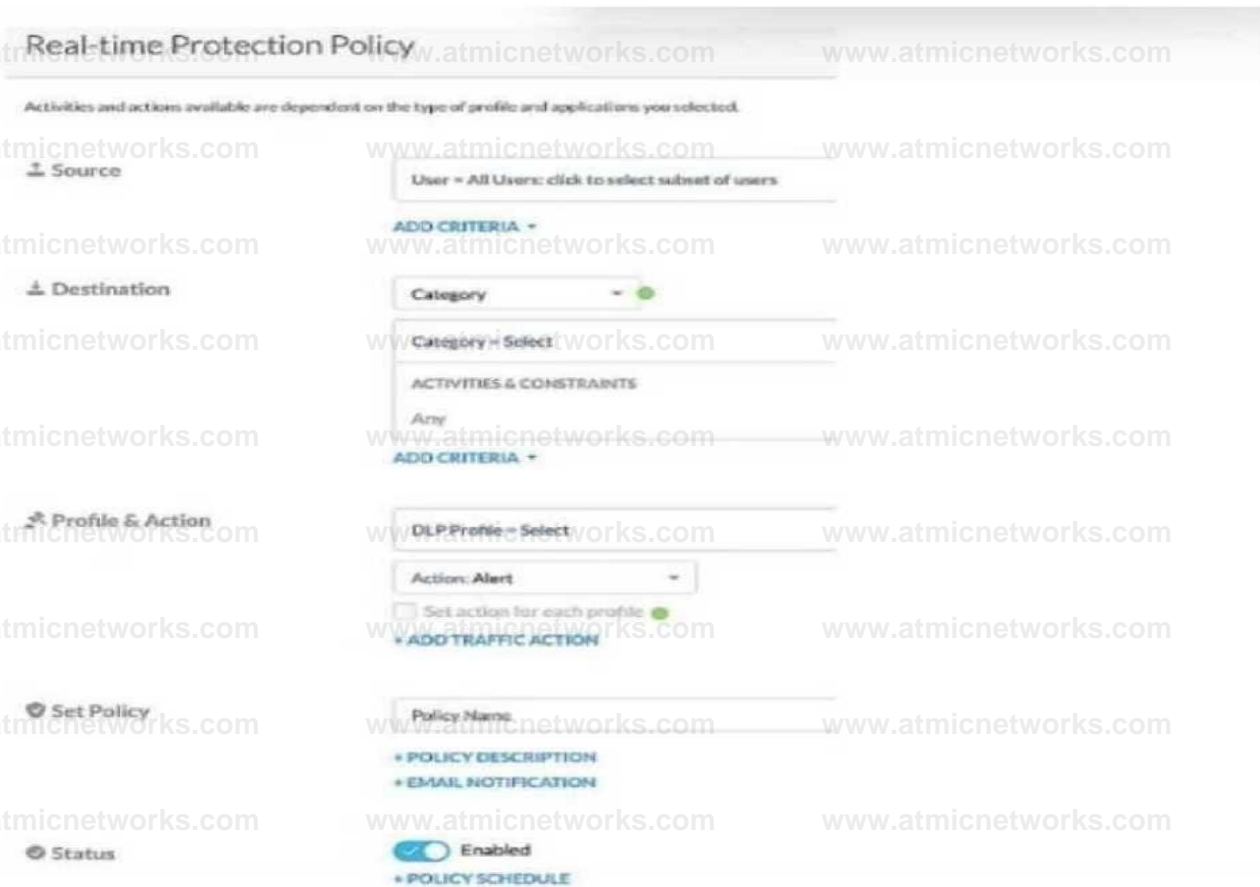 Real-time Protection Policy
www.atmicnetworks.com
Activities and actions available are dependent on the type of profile and applications you selected.
Source
User = All Users: click to select subset of users
ADD CRITERIA
Destination
Category
Category = Select
ACTIVITIES & CONSTRAINTS
Any
ADD CRITERIA
Profile & Action
DLP Profile = Select
Action: Alert
Set action for each profile
+ ADD TRAFFIC ACTION
Set Policy
Policy Name
+ POLICY DESCRIPTION
+ EMAIL NOTIFICATION
Status
Enabled
+ POLICY SCHEDULE